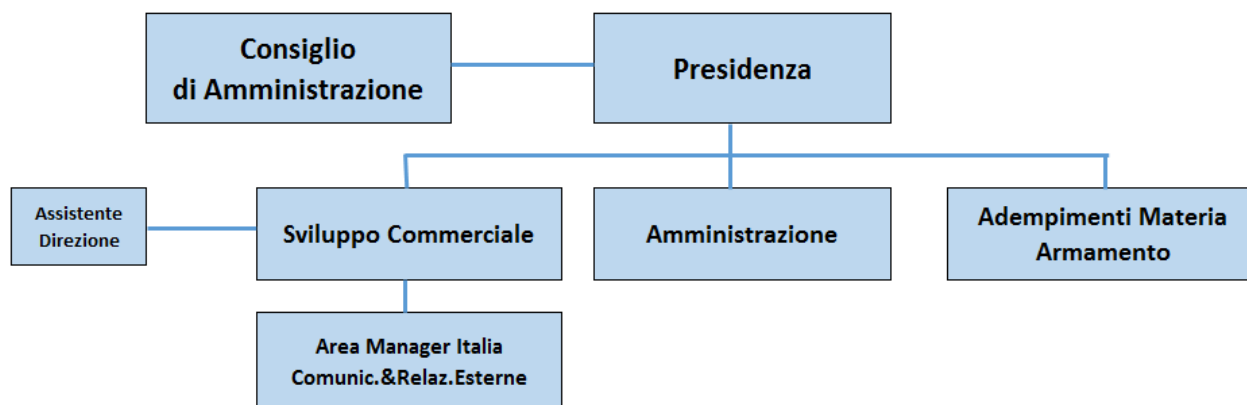 Consiglio
di Amministrazione
Presidenza
Assistente
Direzione
Sviluppo Commerciale
Amministrazione
Adempimenti Materia
Armamento
Area Manager Italia
Comunic.&Relaz.Esterne